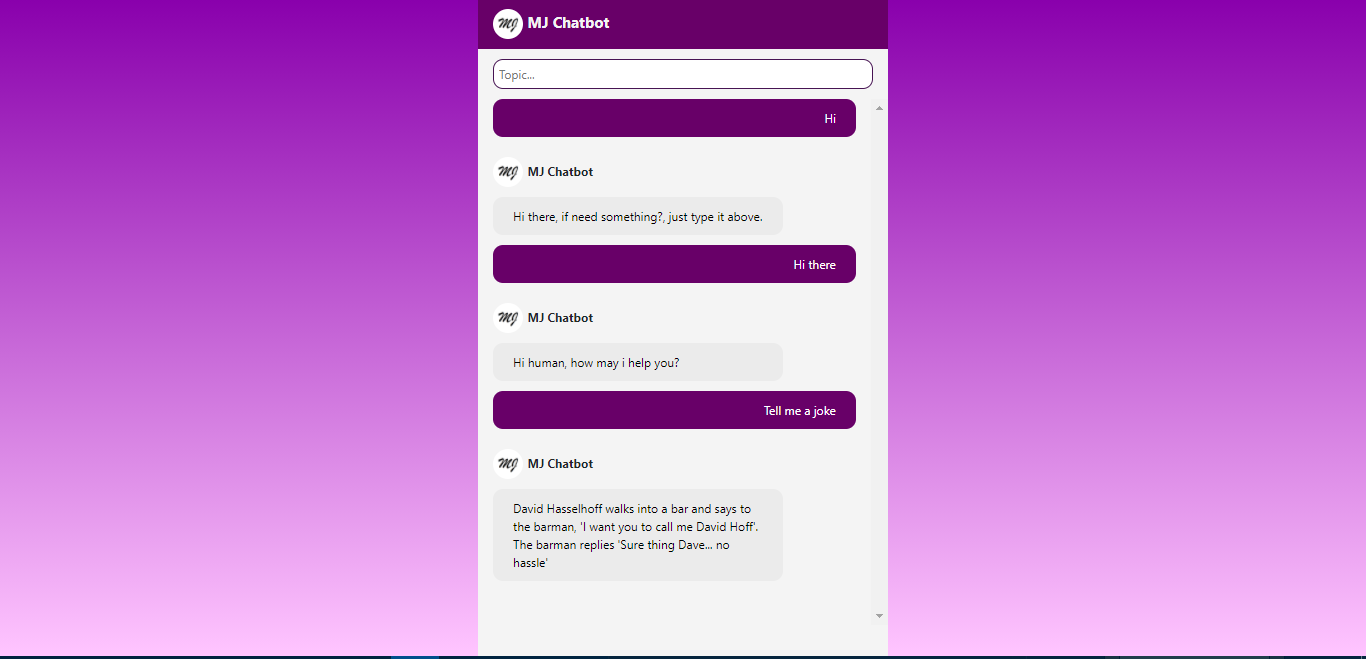 MJ MJ Chatbot
Topic...
Hi
MJ MJ Chatbot
Hi there, if need something?, just type it above.
Hi there
MJ MJ Chatbot
Hi human, how may i help you?
Tell me a joke
MJ MJ Chatbot
David Hasselhoff walks into a bar and says to
the barman, 'I want you to call me David Hoff'.
The barman replies 'Sure thing Dave... no
hassle'